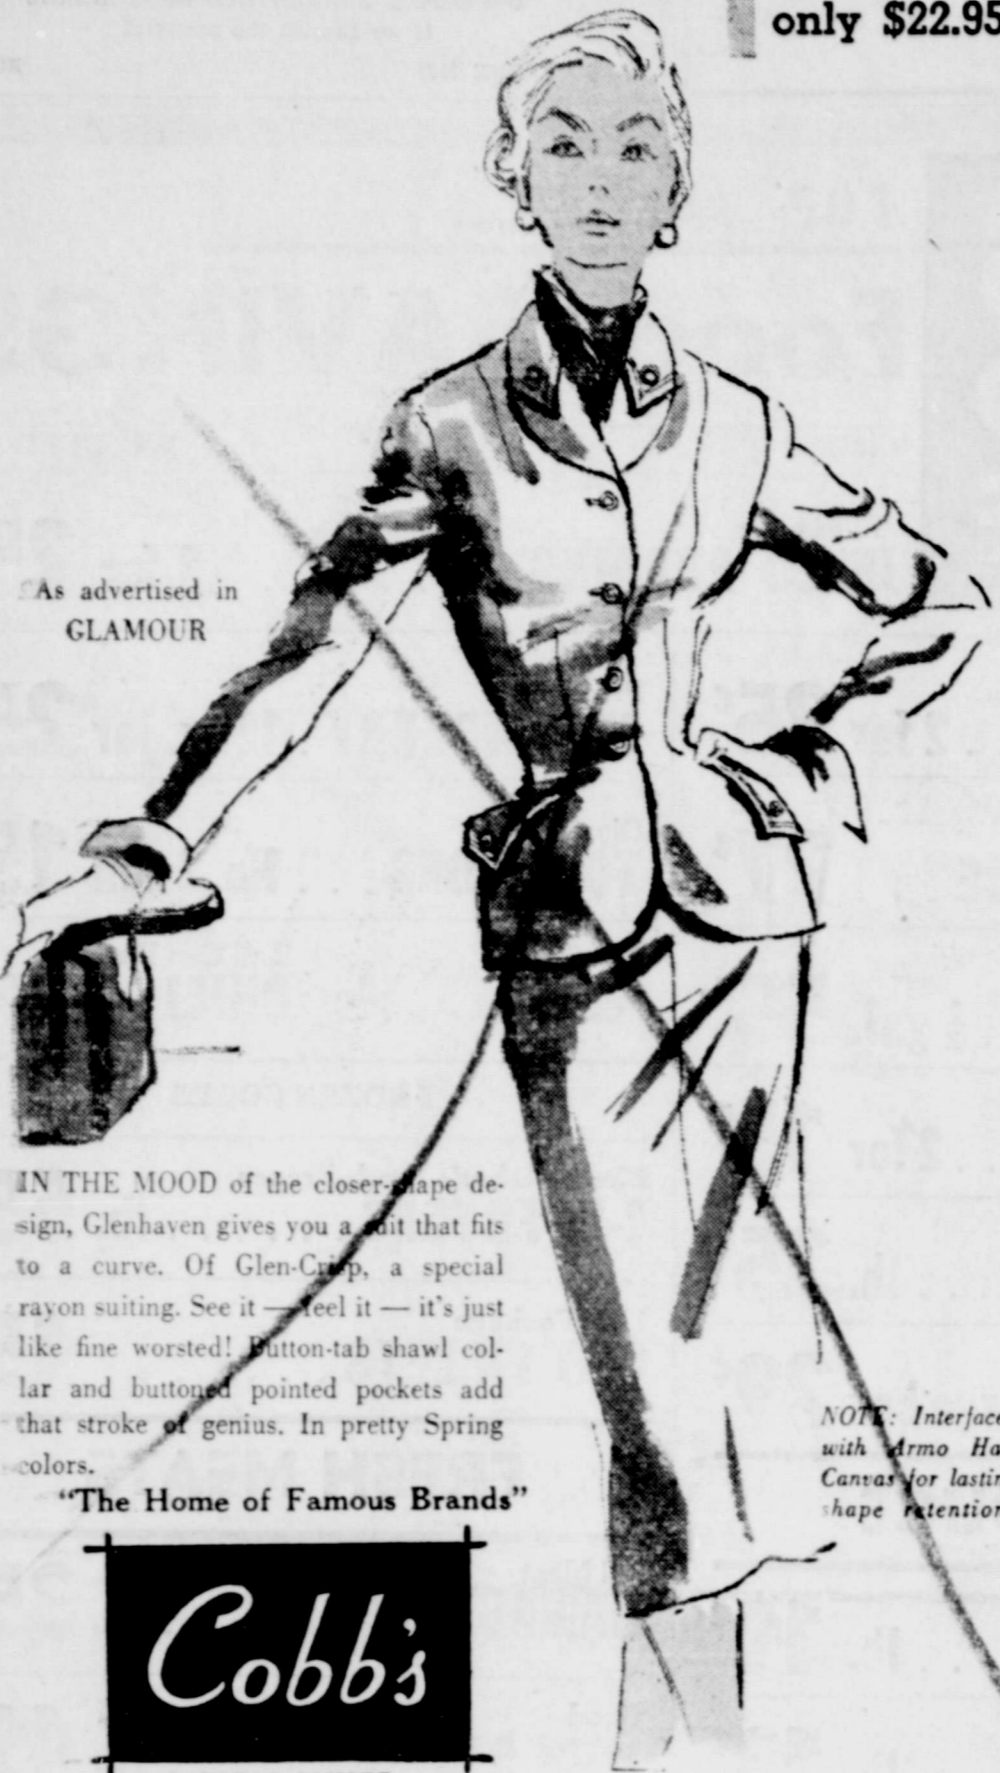 only $22.95
As advertised in
GLAMOUR
IN THE MOOD of the closer-shape de-
sign, Glenhaven gives you a suit that fits
to a curve. Of Glen-Crisp, a special
rayon suiting. See it — feel it — it's just
like fine worsted! Button-tab shawl col-
lar and buttoned pointed pockets add
that stroke of genius. In pretty Spring
colors.
NOTE: Interface
with Armo Ha
Canvas for lastin
shape retention
"The Home of Famous Brands"
Cobb's